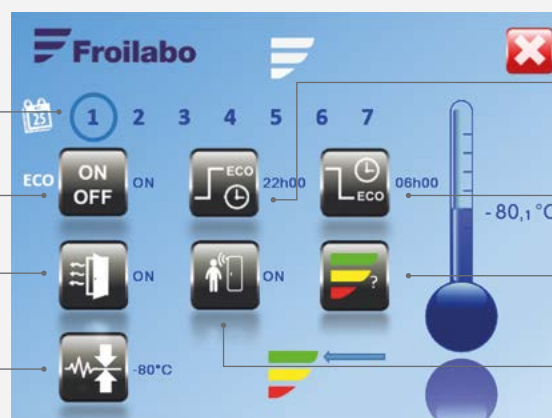 Froilabo
25 1 2 3 4 5 6 7
ECO ON OFF ON ECO 22h00 ECO 06h00
-80,1°C
ON ON ?
-80°C